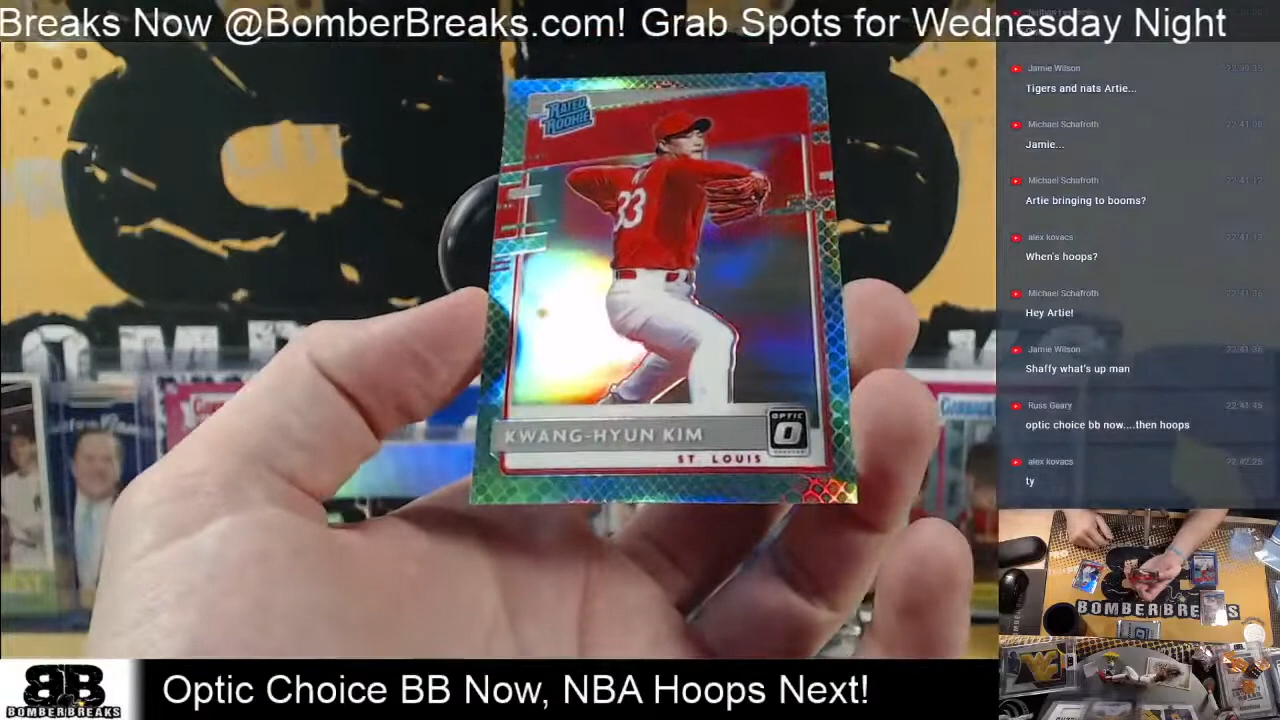 Breaks Now @BomberBreaks.com! Grab Spots for Wednesday Night
Jamie Wilson
Tigers and nats Artie...
Michael Schafroth
Jamie...
Michael Schafroth
Artie bringing to booms?
alex kovacs
When's hoops?
Michael Schafroth
Hey Artie!
Jamie Wilson
Shaffy what's up man
Russ Geary
optic choice bb now....then hoops
alex kovacs
ty
RATED
ROOKIE
33
OPTIC
KWANG-HYUN KIM
ST. LOUIS
BOMBERBREAKS
BB
BOMBERBREAKS
Optic Choice BB Now, NBA Hoops Next!